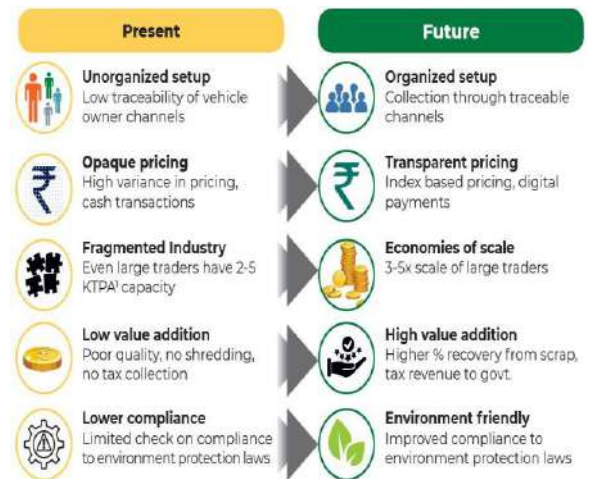 Present
Future
Unorganized setup
Low traceability of vehicle
owner channels
Organized setup
Collection through traceable
channels
Opaque pricing
High variance in pricing,
cash transactions
Transparent pricing
Index based pricing, digital
payments
Fragmented Industry
Even large traders have 2-5
KTPA¹ capacity
Economies of scale
3-5x scale of large traders
Low value addition
Poor quality, no shredding,
no tax collection
High value addition
Higher % recovery from scrap,
tax revenue to govt.
Lower compliance
Limited check on compliance
to environment protection laws
Environment friendly
Improved compliance to
environment protection laws